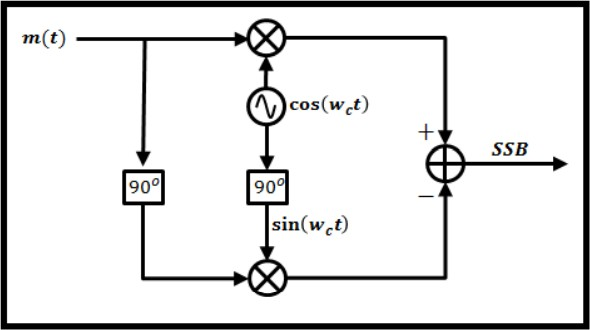 m(t)
cos(w_c t)
+
SSB
90^o
90^o
−
sin(w_c t)